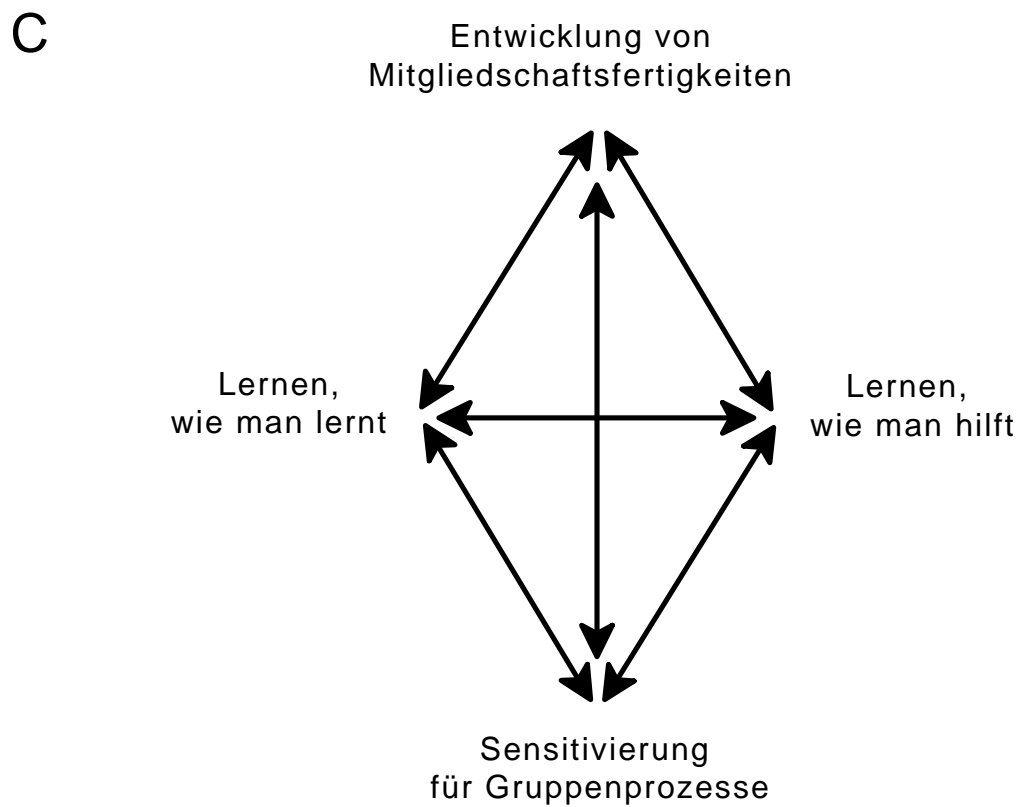 C
Entwicklung von
Mitgliedschaftsfertigkeiten
Lernen,
wie man lernt
Lernen,
wie man hilft
Sensitivierung
für Gruppenprozesse